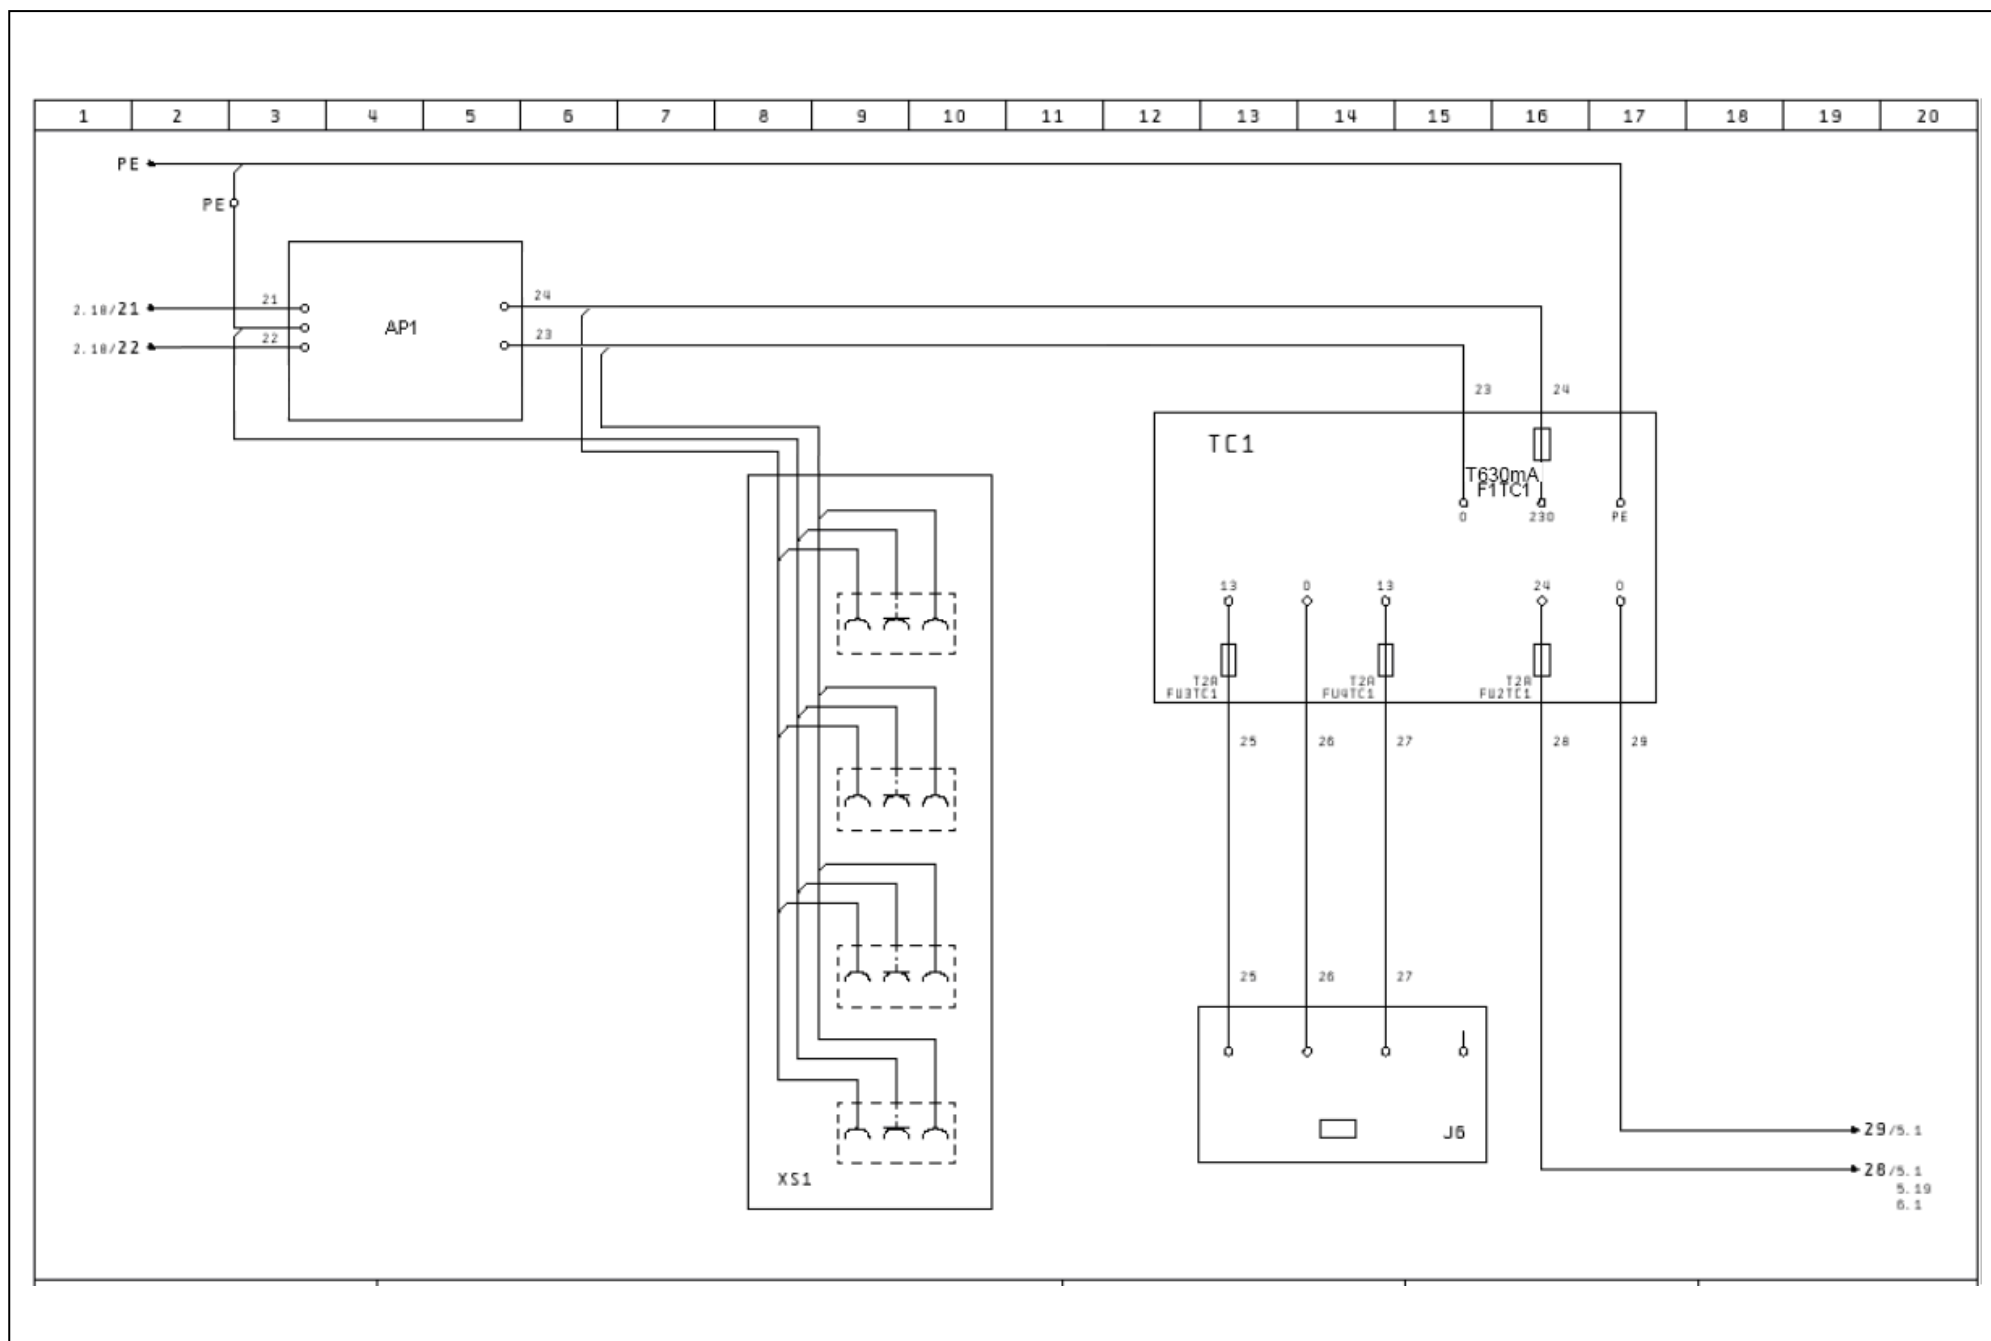 1 2 3 4 5 6 7 8 9 10 11 12 13 14 15 16 17 18 19 20
PE
PE
21
24
2.18/21
AP1
22
23
2.18/22
23 24
TC1
T630mA
F1TC1
0 230 PE
13 0 13 24 0
T2A T2A T2A
FU3TC1 FU4TC1 FU2TC1
25 26 27 28 29
25 26 27
29/5.1
J6
28/5.1
XS1
5.19
6.1